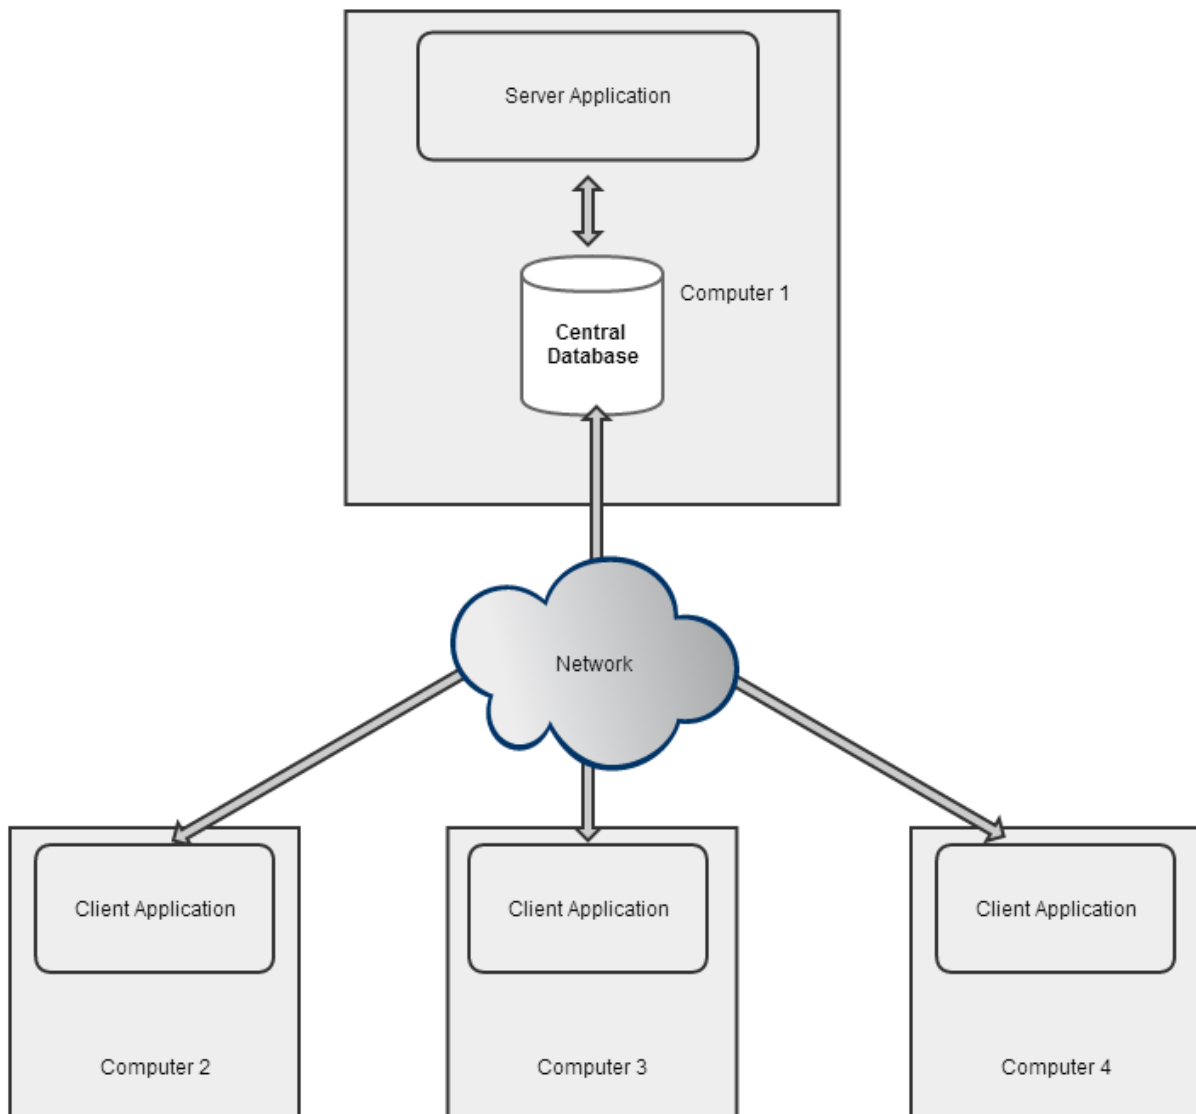 Server Application
Computer 1
Central
Database
Network
Client Application
Client Application
Client Application
Computer 2
Computer 3
Computer 4